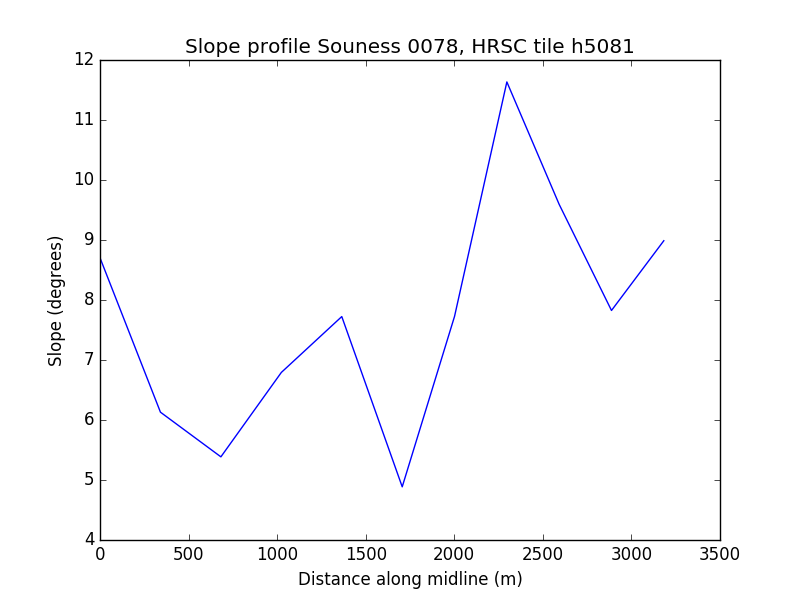 Slope profile Souness 0078, HRSC tile h5081
12
11
10
9
8
7
6
5
4
Slope (degrees)
0 500 1000 1500 2000 2500 3000 3500
Distance along midline (m)